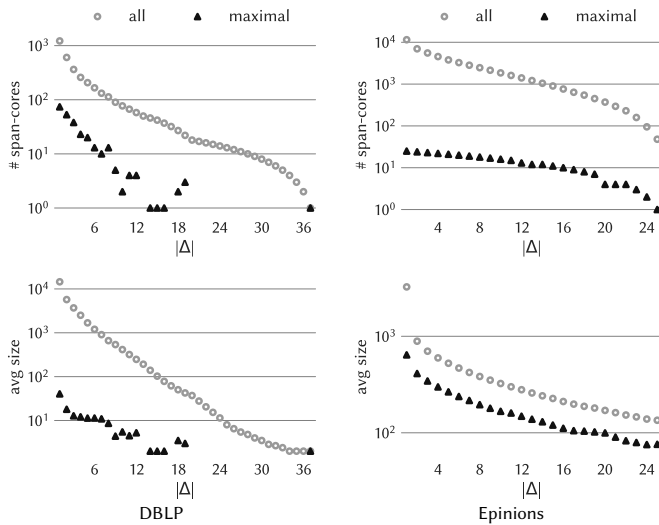 all maximal
all maximal
# span-cores
10³
10²
10¹
10⁰
6 12 18 24 30 36
|Δ|
# span-cores
10⁴
10³
10²
10¹
10⁰
4 8 12 16 20 24
|Δ|
avg size
10⁴
10³
10²
10¹
6 12 18 24 30 36
|Δ|
DBLP
avg size
10³
10²
4 8 12 16 20 24
|Δ|
Epinions